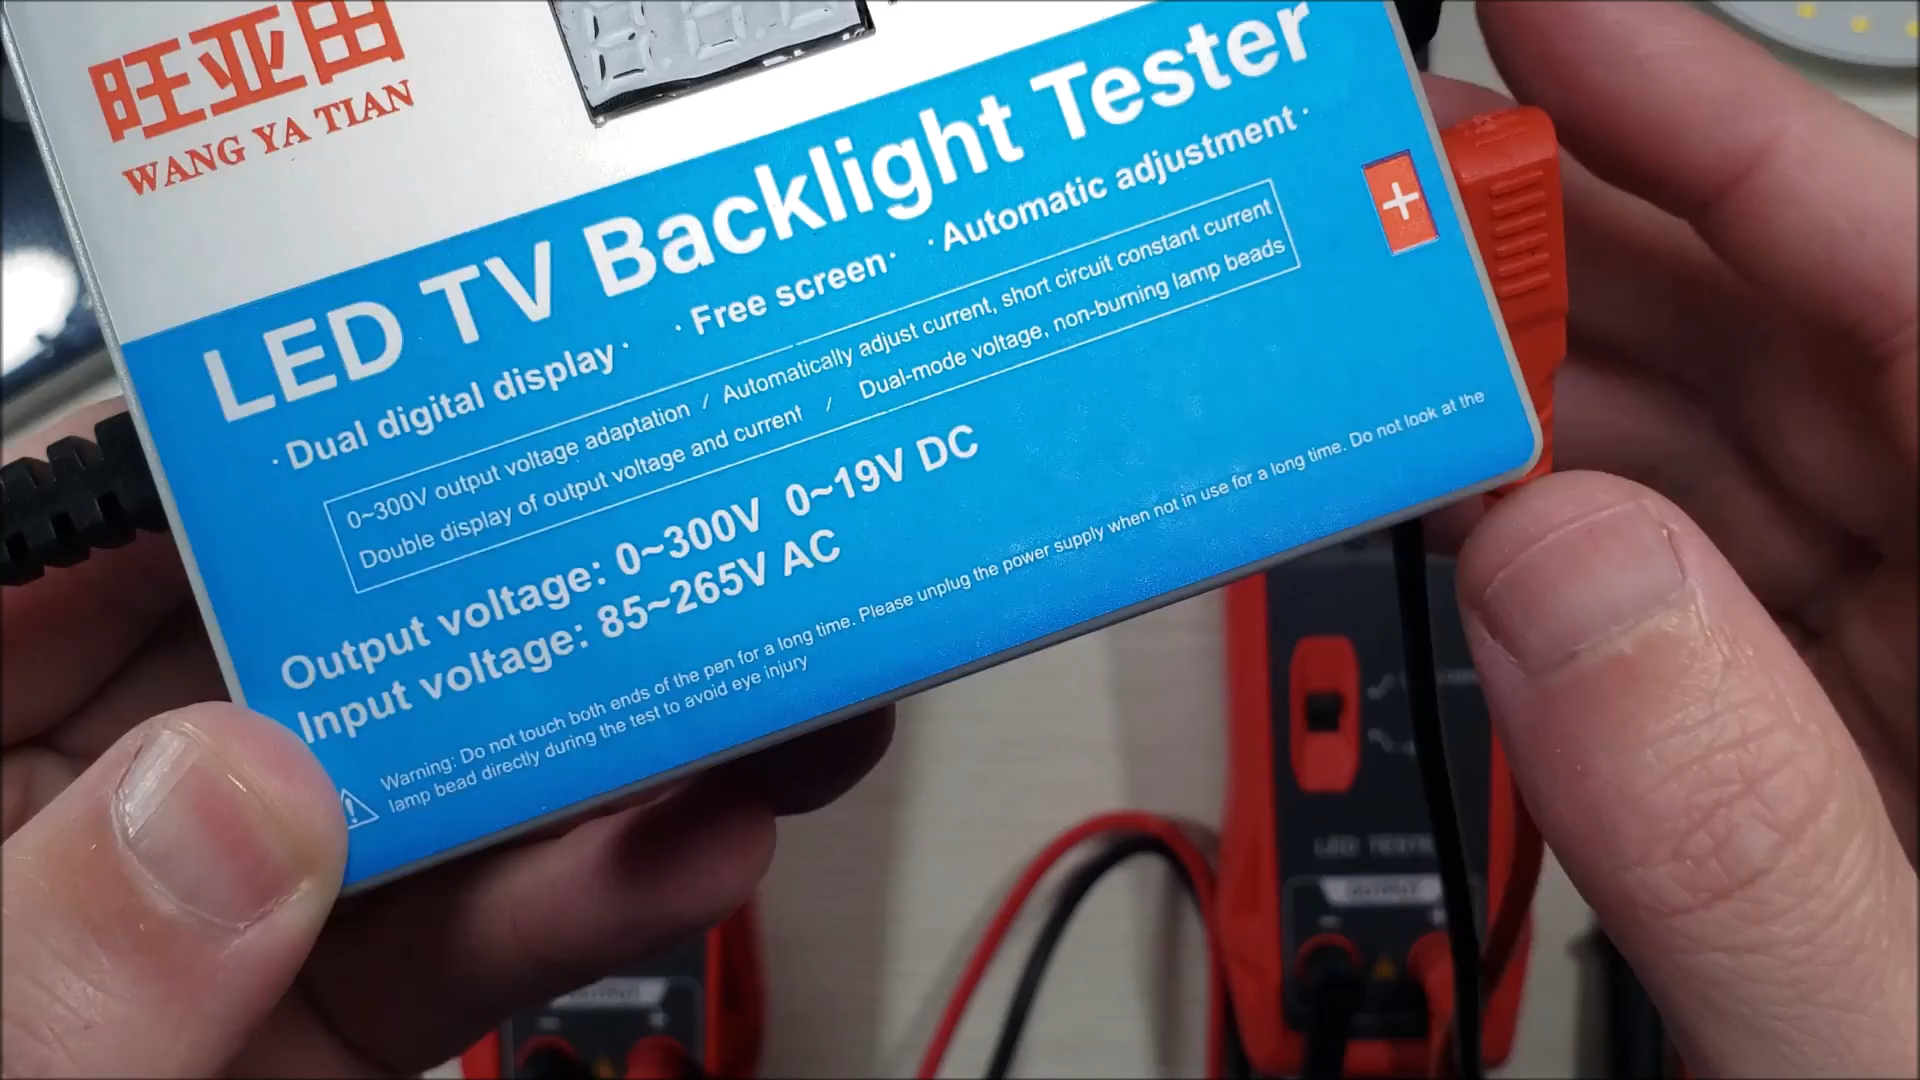 旺亚田
WANG YA TIAN
LED TV Backlight Tester
· Dual digital display · · Free screen · · Automatic adjustment ·
0~300V output voltage adaptation / Automatically adjust current, short circuit constant current
Double display of output voltage and current / Dual-mode voltage, non-burning lamp beads
+
Output voltage: 0~300V 0~19V DC
Input voltage: 85~265V AC
Warning: Do not touch both ends of the pen for a long time. Please unplug the power supply when not in use for a long time. Do not look at the
lamp bead directly during the test to avoid eye injury
LED TESTER
OUTPUT
OUTPUT